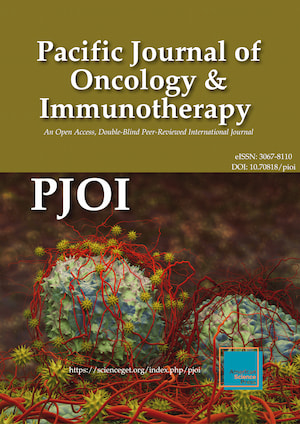 Pacific Journal of
Oncology &
Immunotherapy
An Open Access, Double-Blind Peer-Reviewed International Journal
eISSN: 3067-8110
DOI: 10.70818/pjoi
PJOI
https://scienceget.org/index.php/pjoi
Science